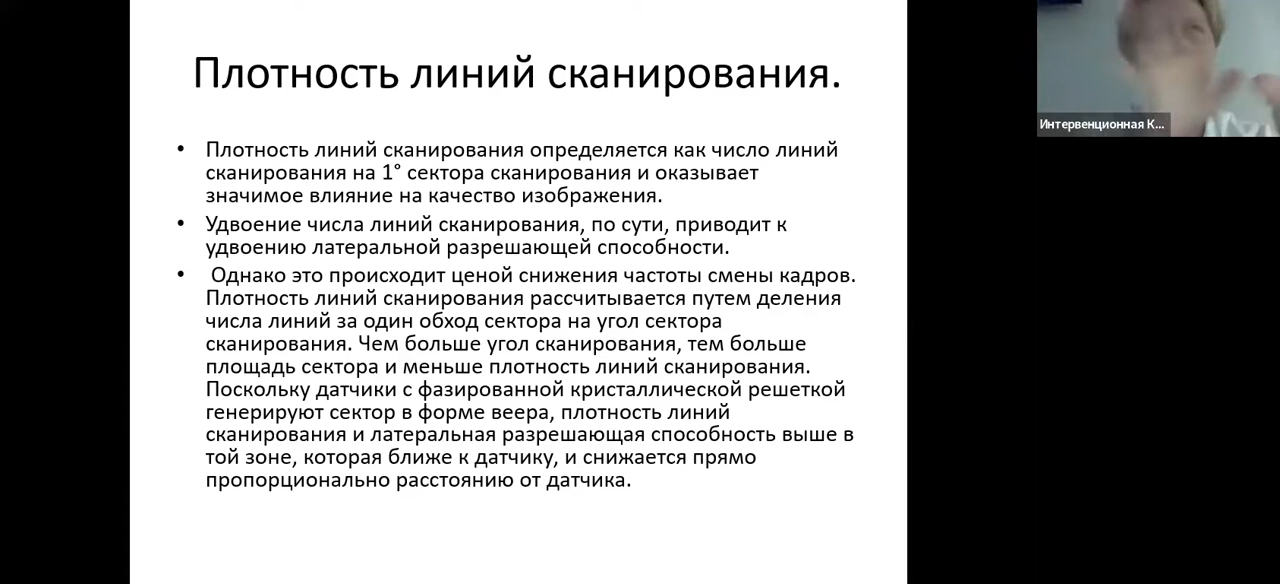 Плотность линий сканирования.
• Плотность линий сканирования определяется как число линий
сканирования на 1° сектора сканирования и оказывает
значимое влияние на качество изображения.
• Удвоение числа линий сканирования, по сути, приводит к
удвоению латеральной разрешающей способности.
• Однако это происходит ценой снижения частоты смены кадров.
Плотность линий сканирования рассчитывается путем деления
числа линий за один обход сектора на угол сектора
сканирования. Чем больше угол сканирования, тем больше
площадь сектора и меньше плотность линий сканирования.
Поскольку датчики с фазированной кристаллической решеткой
генерируют сектор в форме веера, плотность линий
сканирования и латеральная разрешающая способность выше в
той зоне, которая ближе к датчику, и снижается прямо
пропорционально расстоянию от датчика.
Интервенционная К...